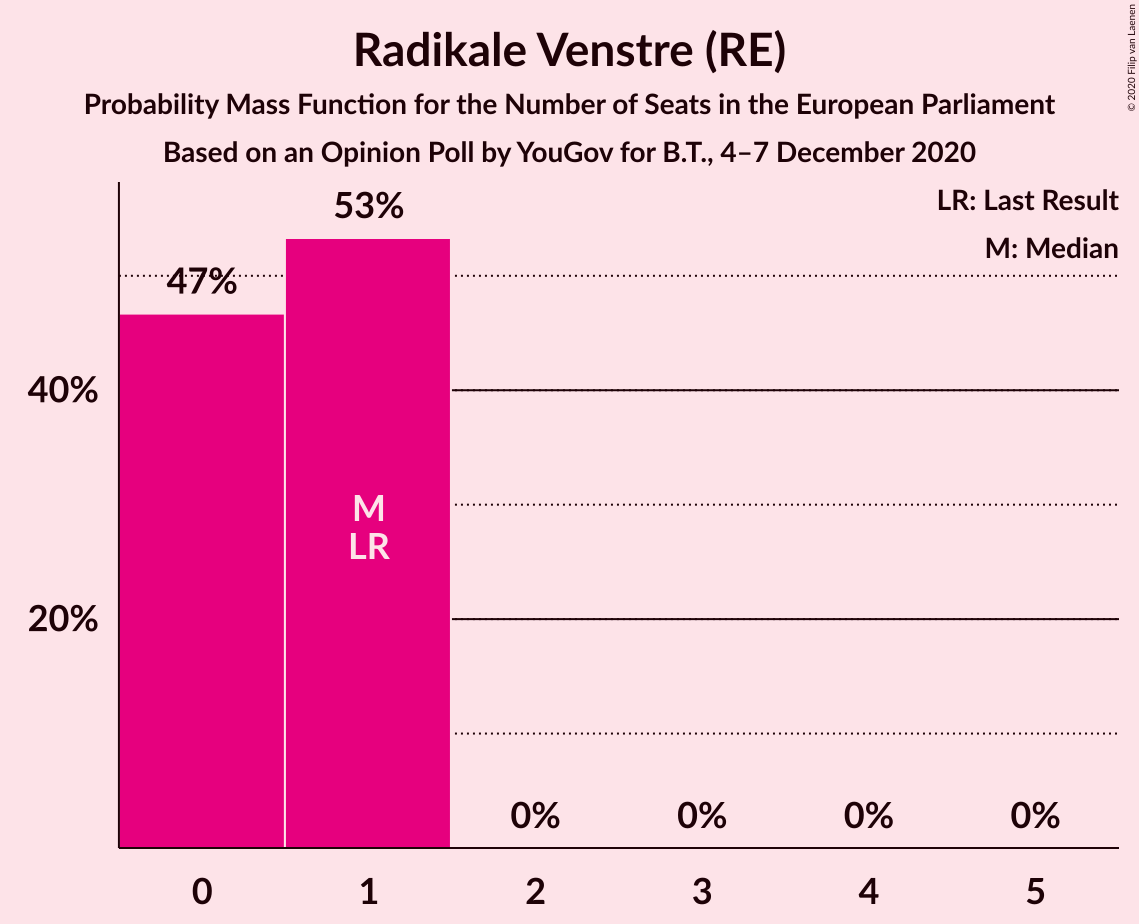 Radikale Venstre (RE)
Probability Mass Function for the Number of Seats in the European Parliament
Based on an Opinion Poll by YouGov for B.T., 4–7 December 2020
© 2020 Filip van Laenen
LR: Last Result
M: Median
53%
47%
40%
M
LR
20%
0% 0% 0% 0%
0 1 2 3 4 5